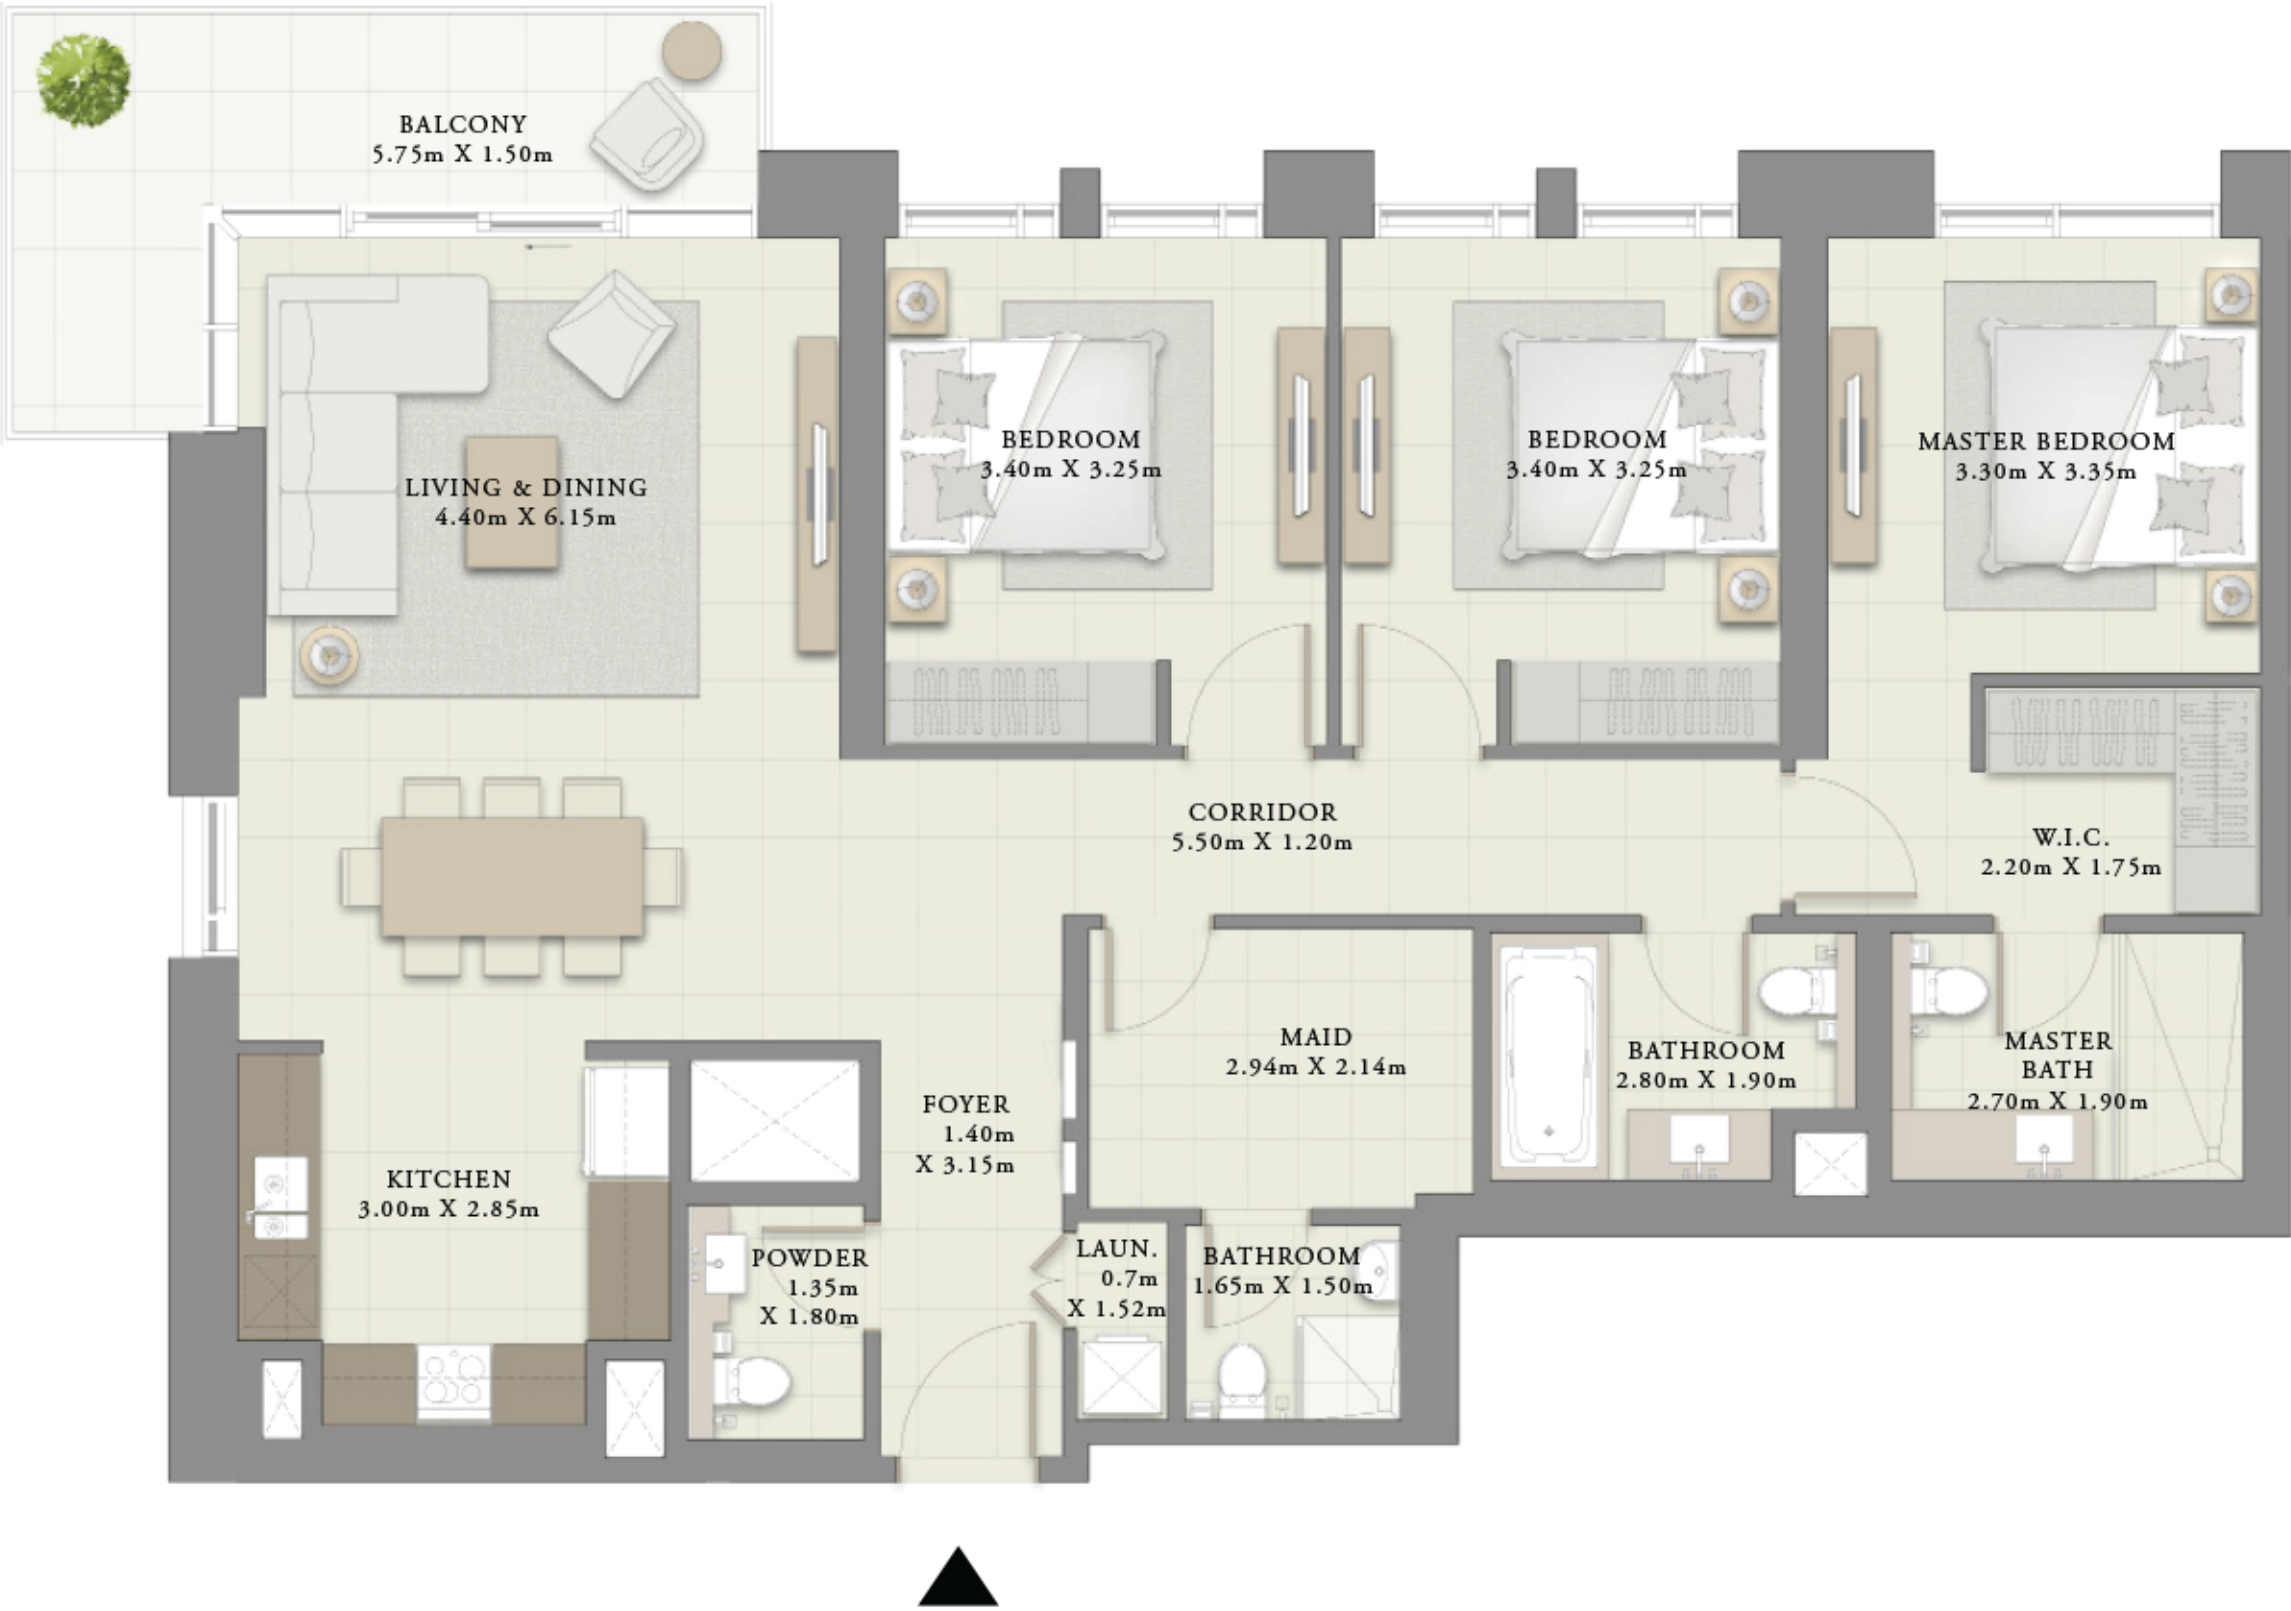 BALCONY
5.75m X 1.50m
LIVING & DINING
4.40m X 6.15m
BEDROOM
3.40m X 3.25m
BEDROOM
3.40m X 3.25m
MASTER BEDROOM
3.30m X 3.35m
CORRIDOR
5.50m X 1.20m
W.I.C.
2.20m X 1.75m
MAID
2.94m X 2.14m
BATHROOM
2.80m X 1.90m
MASTER
BATH
2.70m X 1.90m
FOYER
1.40m
X 3.15m
KITCHEN
3.00m X 2.85m
POWDER
1.35m
X 1.80m
LAUN.
0.7m
X 1.52m
BATHROOM
1.65m X 1.50m